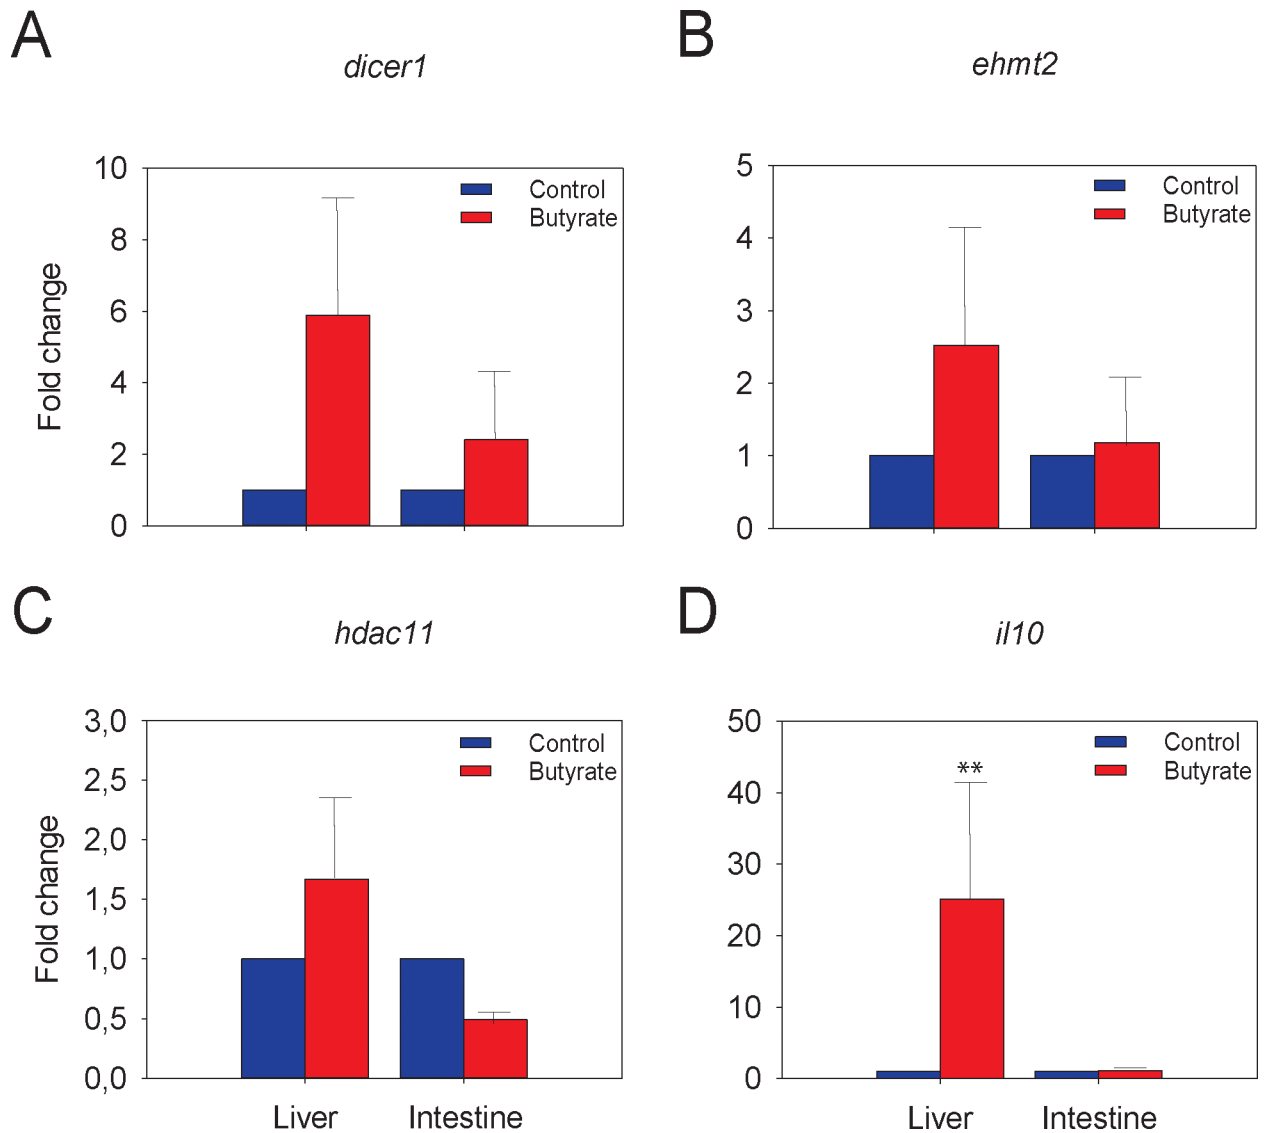 A
dicer1
10
8
6
4
2
0
Fold change
Control
Butyrate
B
ehmt2
5
4
3
2
1
0
Control
Butyrate
C
hdac11
3,0
2,5
2,0
1,5
1,0
0,5
0,0
Fold change
Control
Butyrate
Liver
Intestine
D
il10
50
40
30
20
10
0
Control
Butyrate
**
Liver
Intestine